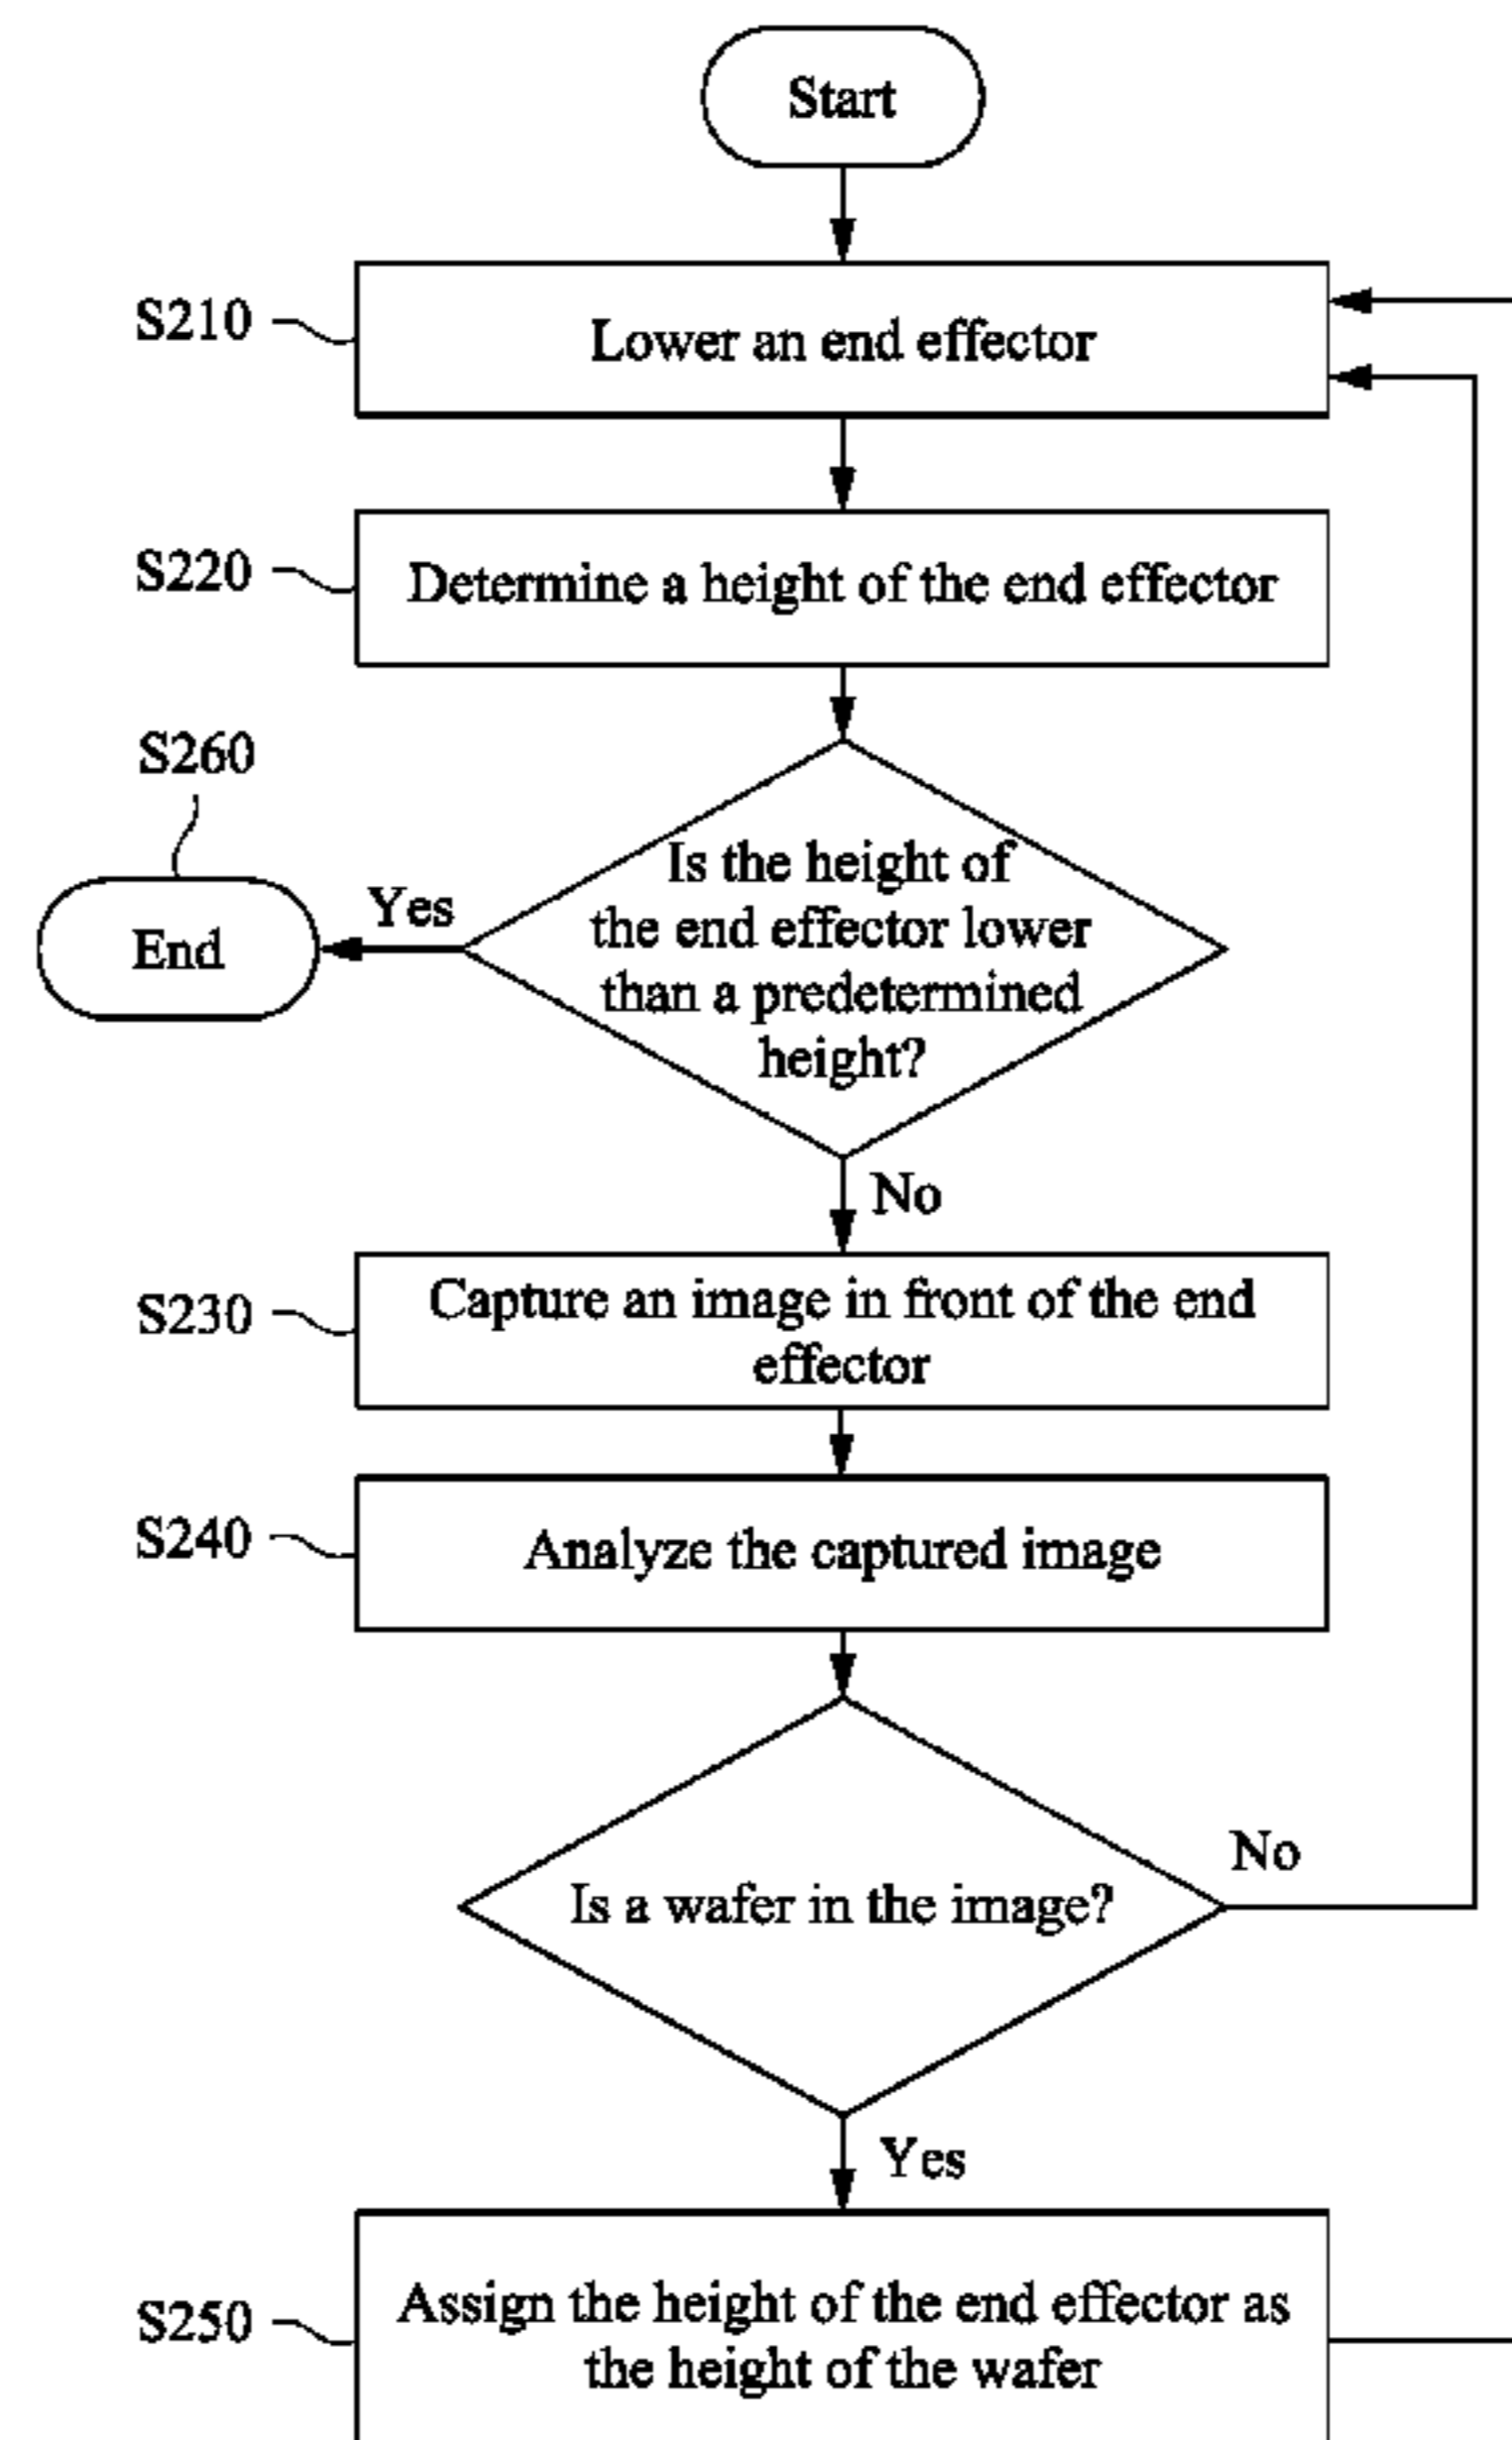 Start
S210
Lower an end effector
S220
Determine a height of the end effector
S260
End
Yes
Is the height of
the end effector lower
than a predetermined
height?
No
S230
Capture an image in front of the end
effector
S240
Analyze the captured image
Is a wafer in the image?
No
Yes
S250
Assign the height of the end effector as
the height of the wafer